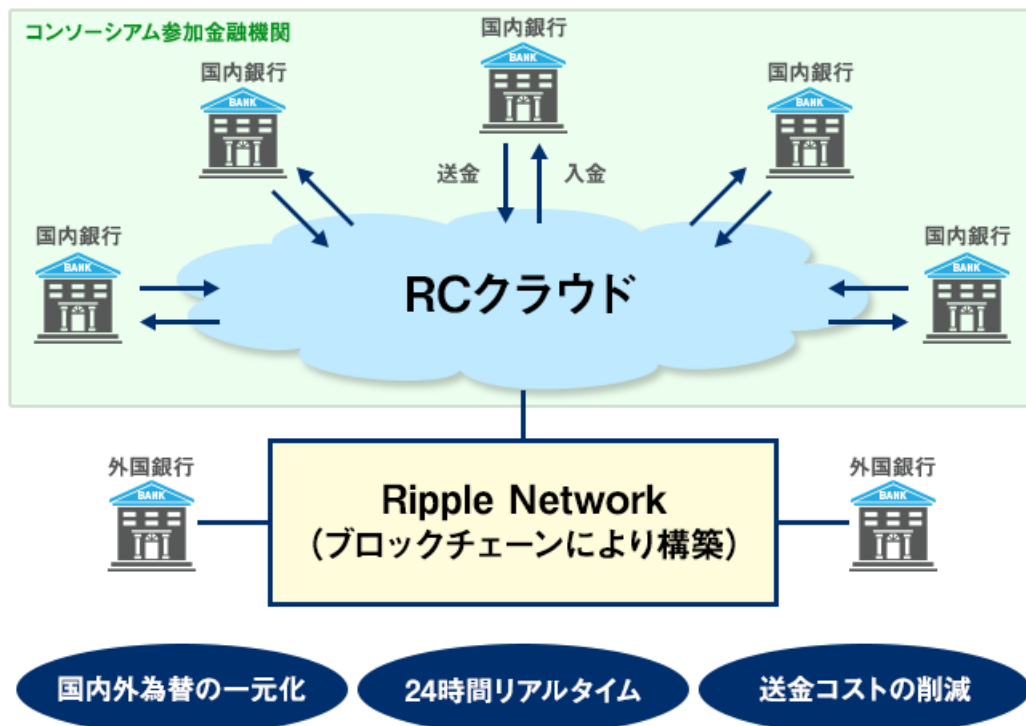 コンソーシアム参加金融機関
国内銀行
BANK
国内銀行
BANK
国内銀行
BANK
送金
入金
国内銀行
BANK
国内銀行
BANK
RCクラウド
外国銀行
BANK
Ripple Network
(ブロックチェーンにより構築)
外国銀行
BANK
国内外為替の一元化
24時間リアルタイム
送金コストの削減